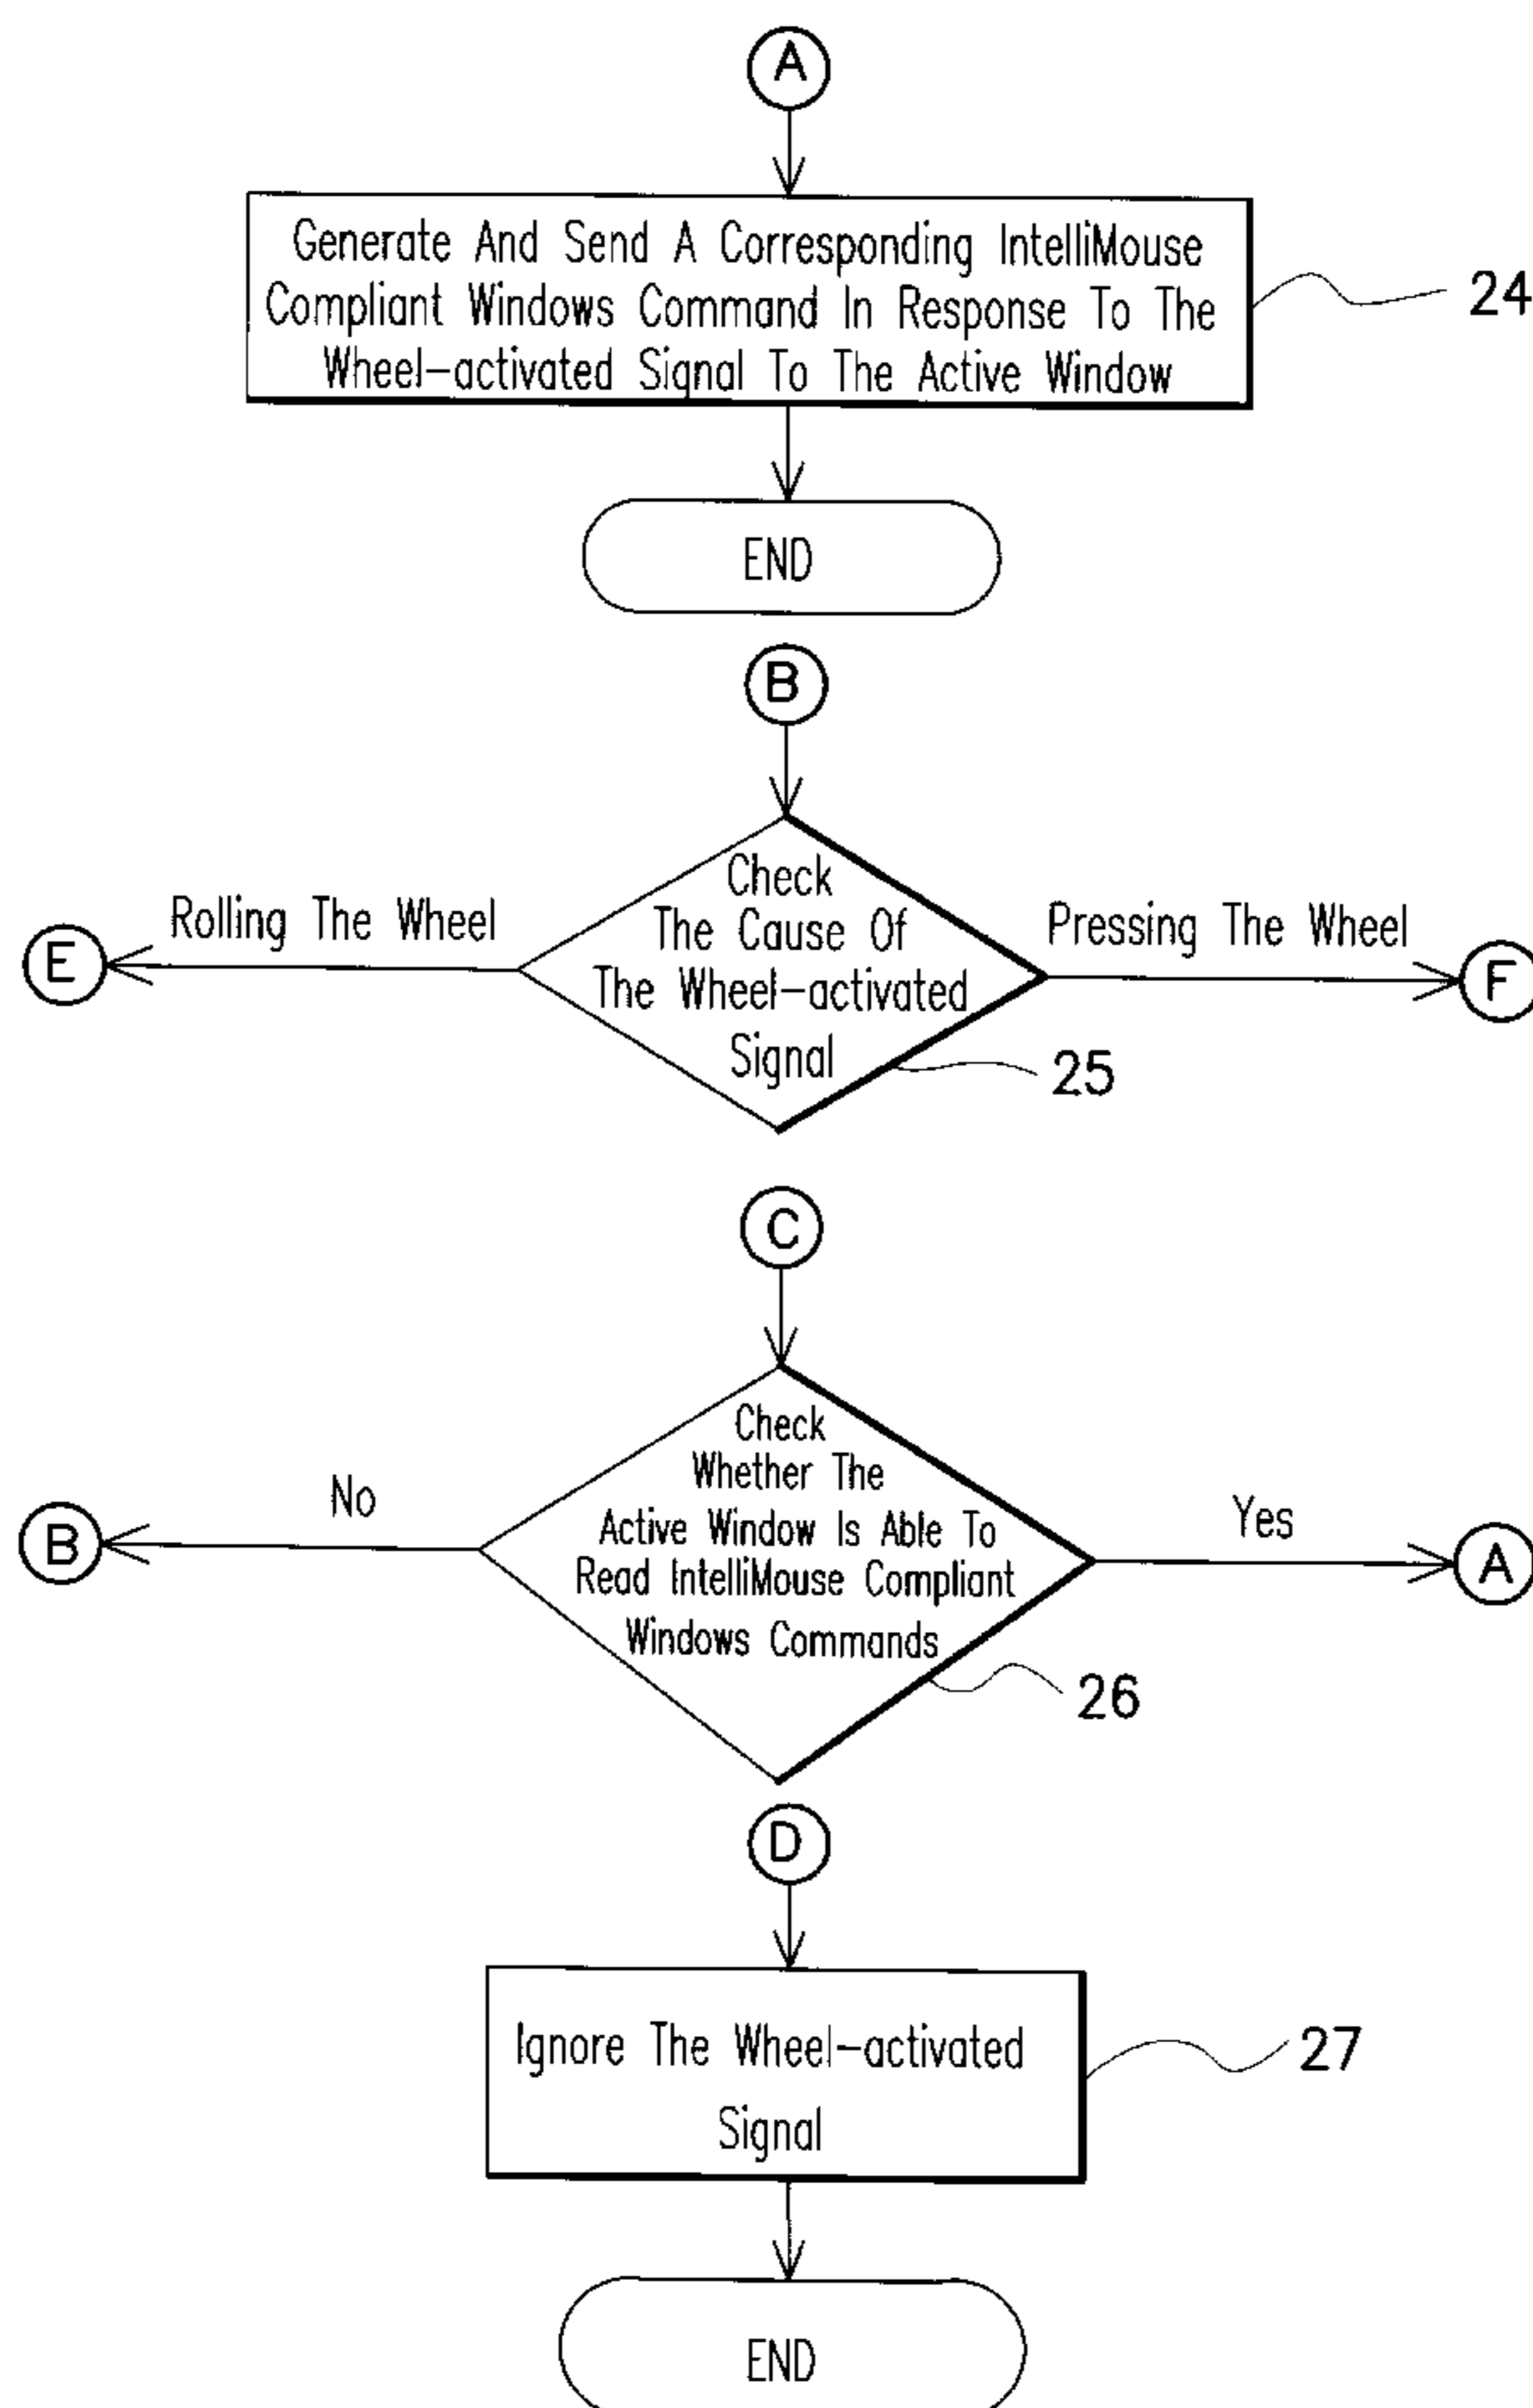 A
Generate And Send A Corresponding IntelliMouse
Compliant Windows Command In Response To The
Wheel-activated Signal To The Active Window
24
END
B
Check
The Cause Of
The Wheel-activated
Signal
Rolling The Wheel
E
Pressing The Wheel
F
25
C
Check
Whether The
Active Window Is Able To
Read IntelliMouse Compliant
Windows Commands
No
B
Yes
A
26
D
Ignore The Wheel-activated
Signal
27
END